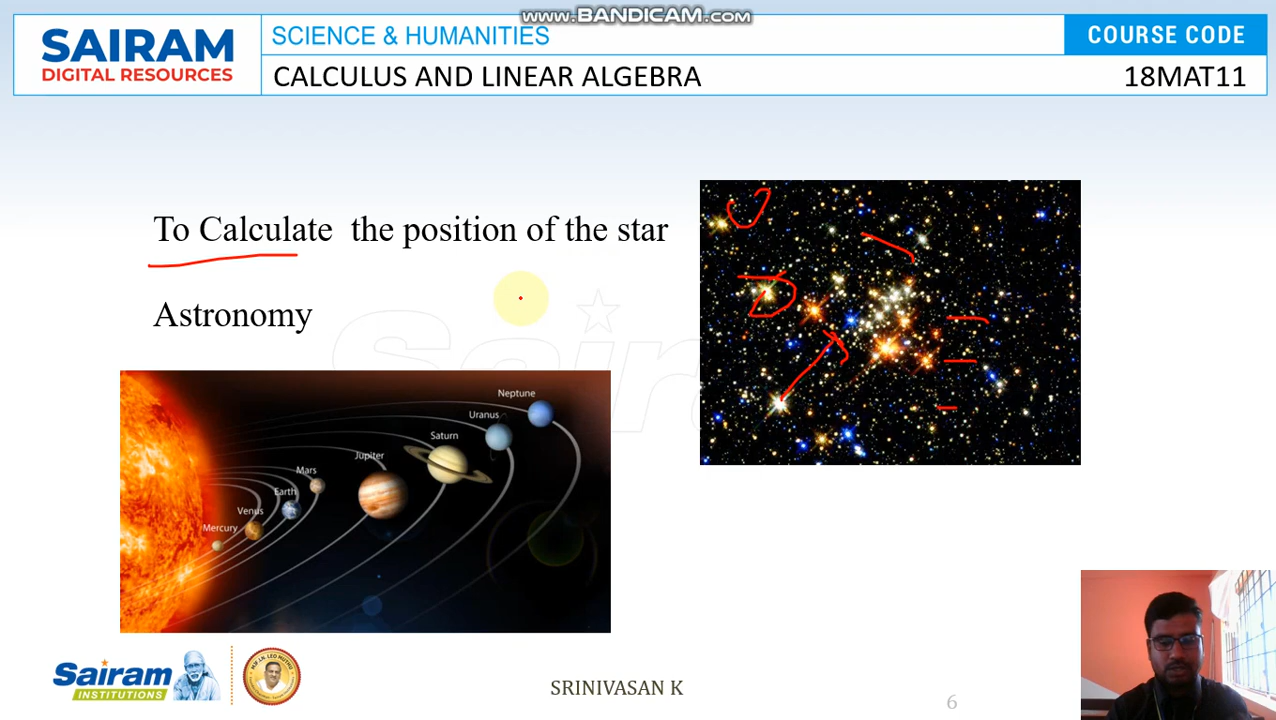 www.BANDICAM.com
SAIRAM
DIGITAL RESOURCES
SCIENCE & HUMANITIES
COURSE CODE
CALCULUS AND LINEAR ALGEBRA
18MAT11
To Calculate the position of the star
Astronomy
Neptune
Uranus
Saturn
Jupiter
Mars
Earth
Venus
Mercury
Sairam
INSTITUTIONS
SRINIVASAN K
6